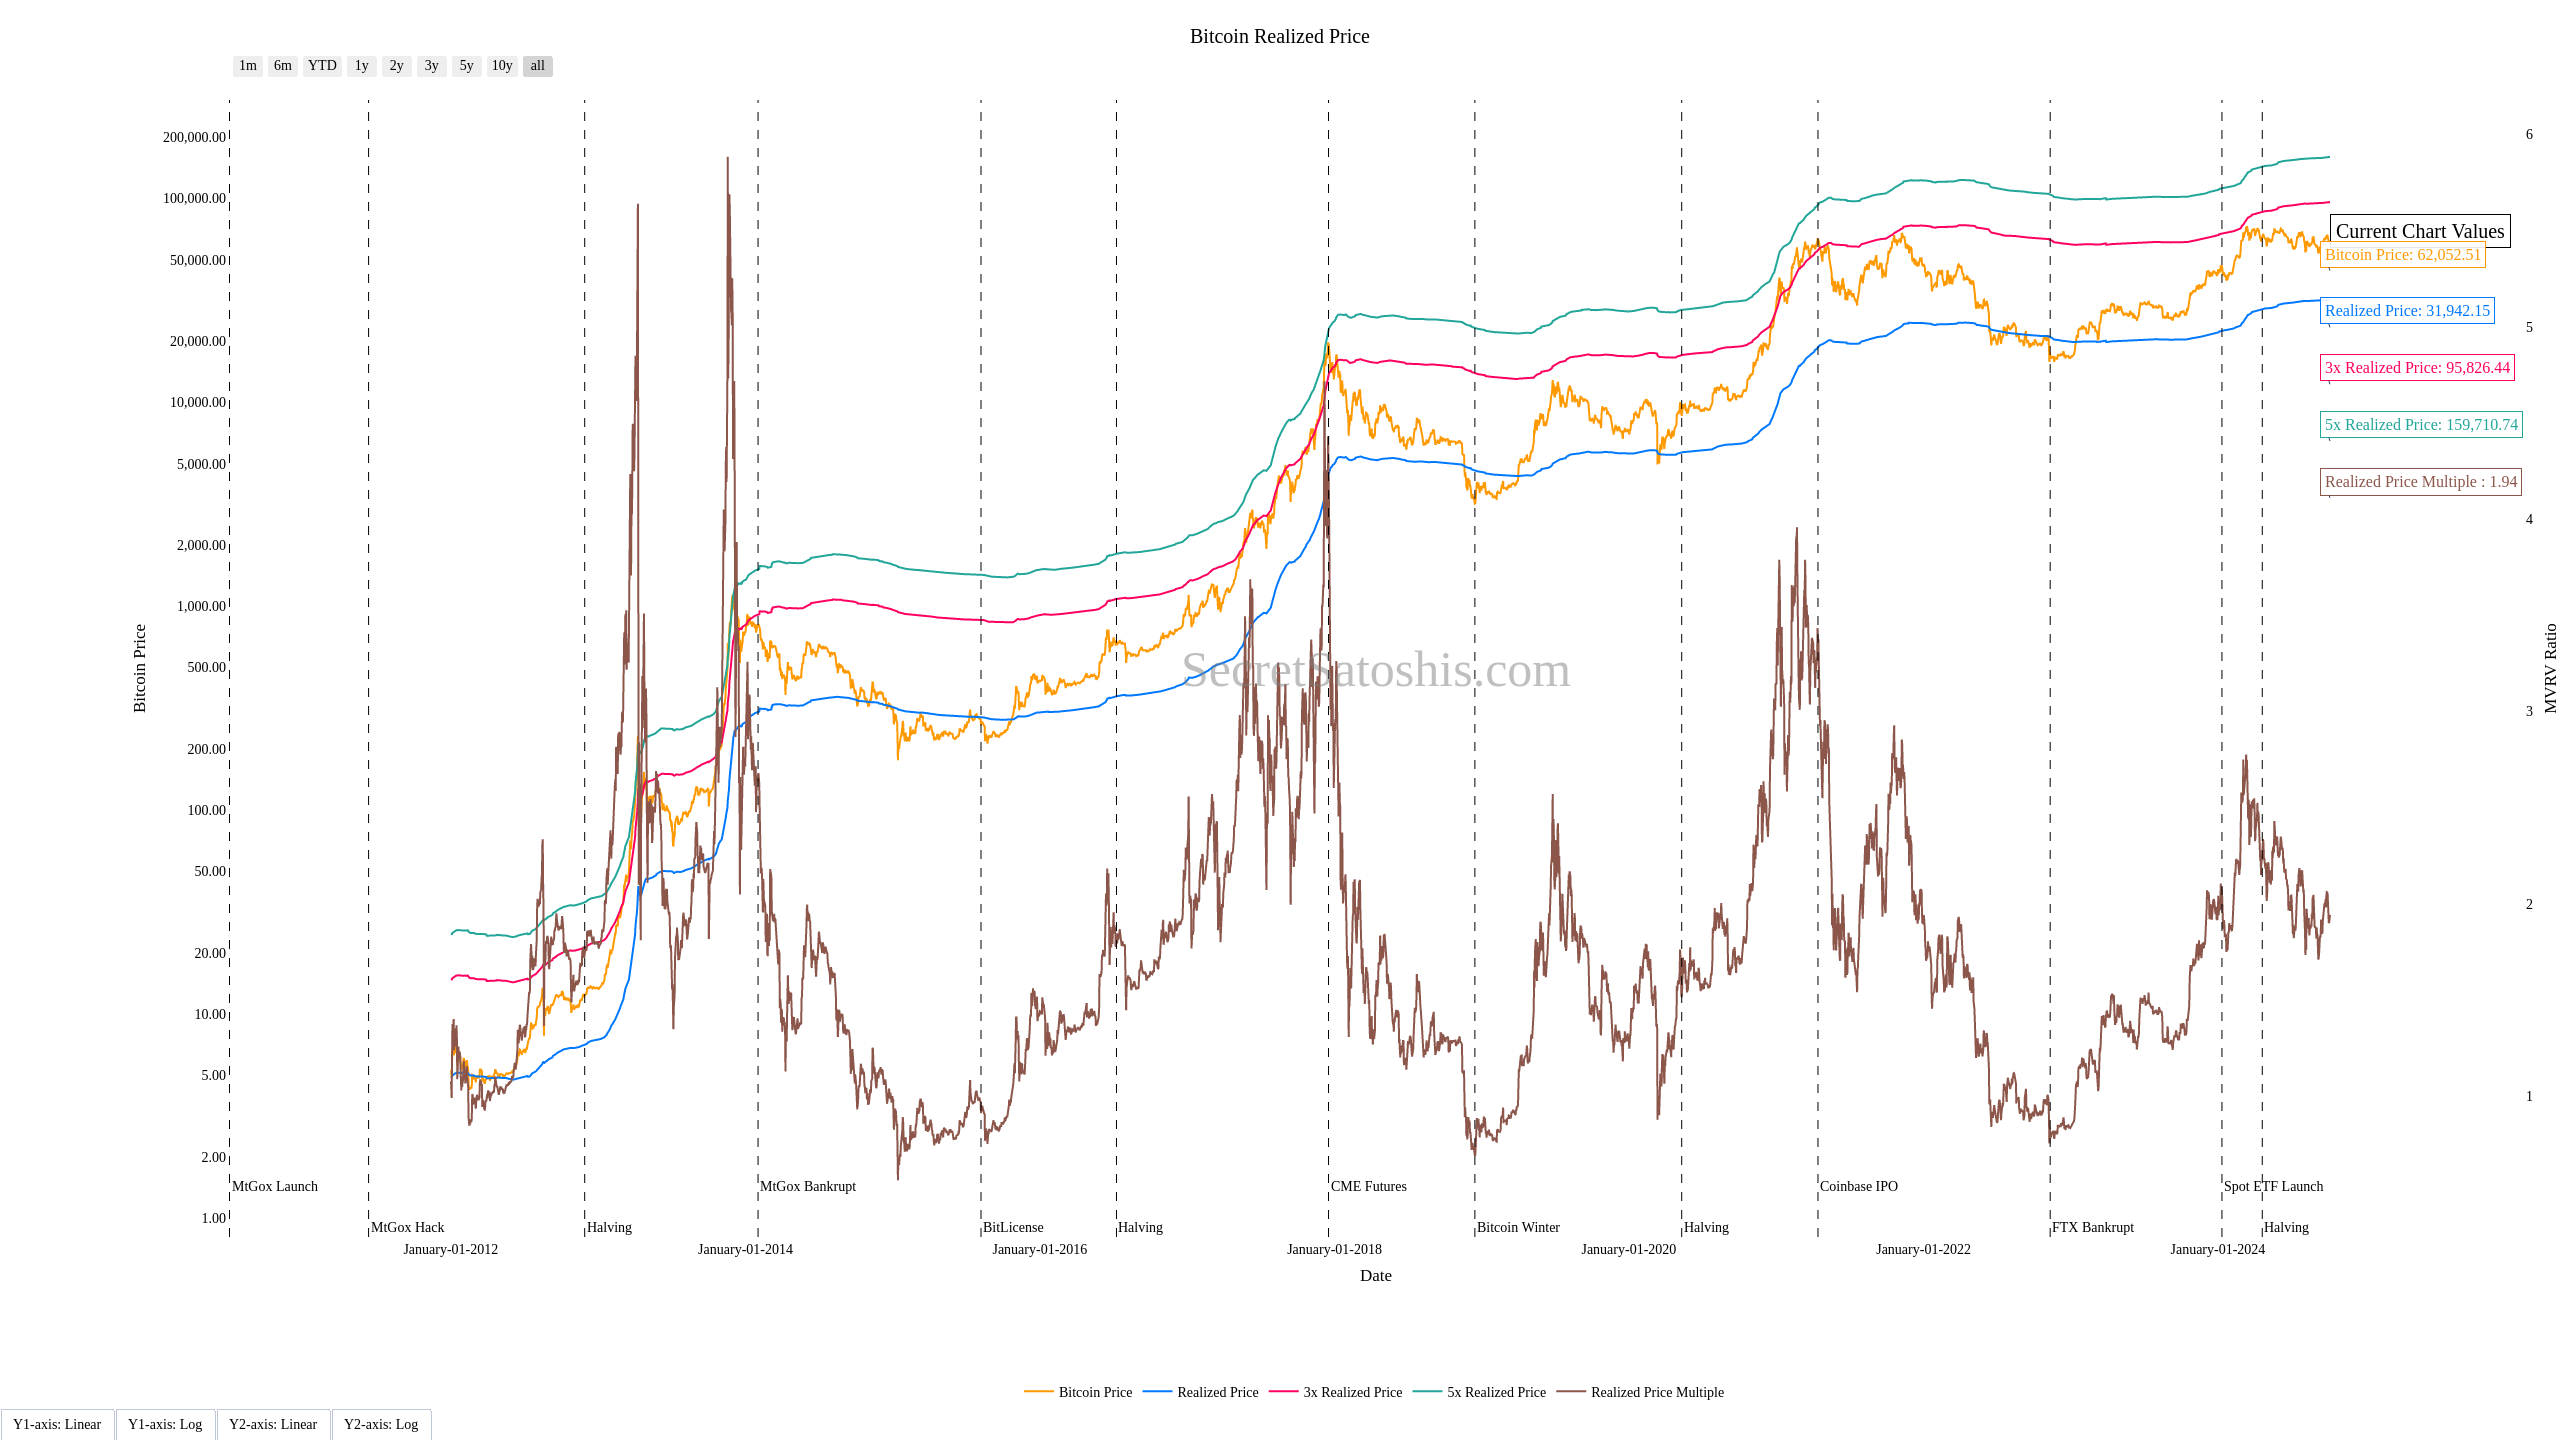 Bitcoin Realized Price
1m 6m YTD 1y 2y 3y 5y 10y all
200,000.00
100,000.00
50,000.00
20,000.00
10,000.00
5,000.00
2,000.00
1,000.00
500.00
200.00
100.00
50.00
20.00
10.00
5.00
2.00
1.00
Bitcoin Price
6
5
4
3
2
1
MVRV Ratio
Current Chart Values
Bitcoin Price: 62,052.51
Realized Price: 31,942.15
3x Realized Price: 95,826.44
5x Realized Price: 159,710.74
Realized Price Multiple : 1.94
SecretSatoshis.com
MtGox Launch MtGox Bankrupt CME Futures Coinbase IPO Spot ETF Launch
MtGox Hack Halving BitLicense Halving Bitcoin Winter Halving FTX Bankrupt Halving
January-01-2012 January-01-2014 January-01-2016 January-01-2018 January-01-2020 January-01-2022 January-01-2024
Date
Bitcoin Price Realized Price 3x Realized Price 5x Realized Price Realized Price Multiple
Y1-axis: Linear Y1-axis: Log Y2-axis: Linear Y2-axis: Log